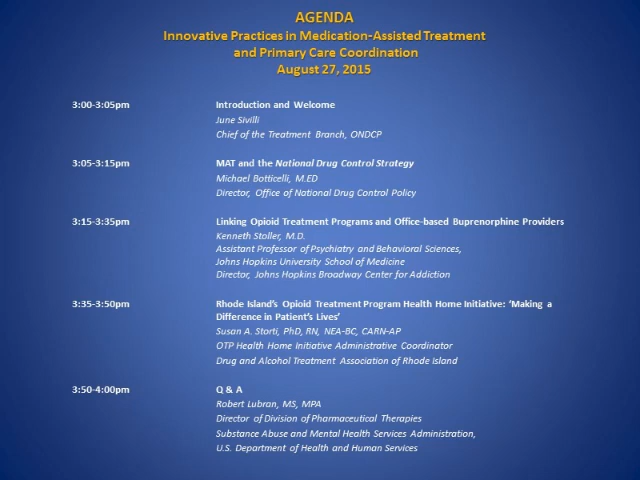 AGENDA
Innovative Practices in Medication-Assisted Treatment
and Primary Care Coordination
August 27, 2015
3:00-3:05pm Introduction and Welcome
June Sivilli
Chief of the Treatment Branch, ONDCP
3:05-3:15pm MAT and the National Drug Control Strategy
Michael Botticelli, M.ED
Director, Office of National Drug Control Policy
3:15-3:35pm Linking Opioid Treatment Programs and Office-based Buprenorphine Providers
Kenneth Stoller, M.D.
Assistant Professor of Psychiatry and Behavioral Sciences,
Johns Hopkins University School of Medicine
Director, Johns Hopkins Broadway Center for Addiction
3:35-3:50pm Rhode Island's Opioid Treatment Program Health Home Initiative: 'Making a
Difference in Patient's Lives'
Susan A. Storti, PhD, RN, NEA-BC, CARN-AP
OTP Health Home Initiative Administrative Coordinator
Drug and Alcohol Treatment Association of Rhode Island
3:50-4:00pm Q & A
Robert Lubran, MS, MPA
Director of Division of Pharmaceutical Therapies
Substance Abuse and Mental Health Services Administration,
U.S. Department of Health and Human Services